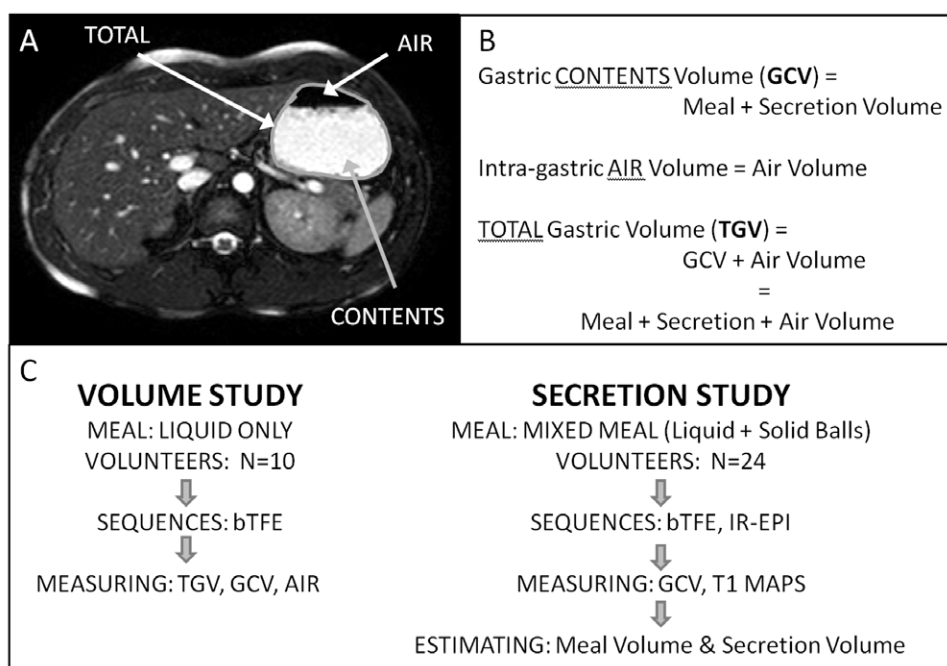 A
TOTAL
AIR
CONTENTS
B
Gastric CONTENTS Volume (GCV) =
Meal + Secretion Volume
Intra-gastric AIR Volume = Air Volume
TOTAL Gastric Volume (TGV) =
GCV + Air Volume
=
Meal + Secretion + Air Volume
C
VOLUME STUDY
MEAL: LIQUID ONLY
VOLUNTEERS: N=10
SEQUENCES: bTFE
MEASURING: TGV, GCV, AIR
SECRETION STUDY
MEAL: MIXED MEAL (Liquid + Solid Balls)
VOLUNTEERS: N=24
SEQUENCES: bTFE, IR-EPI
MEASURING: GCV, T1 MAPS
ESTIMATING: Meal Volume & Secretion Volume